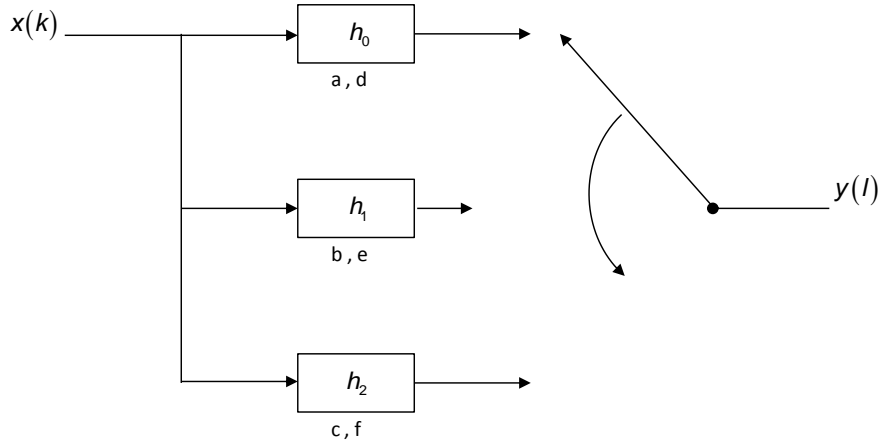 x(k)
h0
a , d
h1
b , e
y(l)
h2
c , f